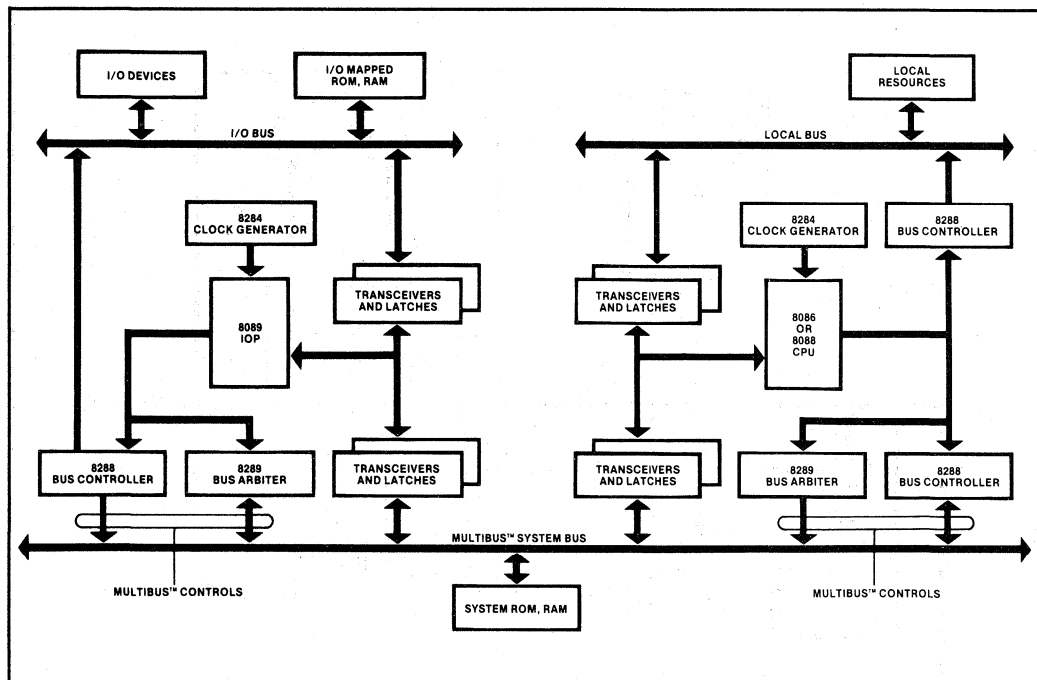 I/O DEVICES
I/O MAPPED
ROM, RAM
LOCAL
RESOURCES
I/O BUS
LOCAL BUS
8284
CLOCK GENERATOR
8284
CLOCK GENERATOR
8288
BUS CONTROLLER
TRANSCEIVERS
AND LATCHES
TRANSCEIVERS
AND LATCHES
8089
IOP
8086
OR
8088
CPU
8288
BUS CONTROLLER
8289
BUS ARBITER
TRANSCEIVERS
AND LATCHES
TRANSCEIVERS
AND LATCHES
8289
BUS ARBITER
8288
BUS CONTROLLER
MULTIBUS™ SYSTEM BUS
MULTIBUS™ CONTROLS
SYSTEM ROM, RAM
MULTIBUS™ CONTROLS